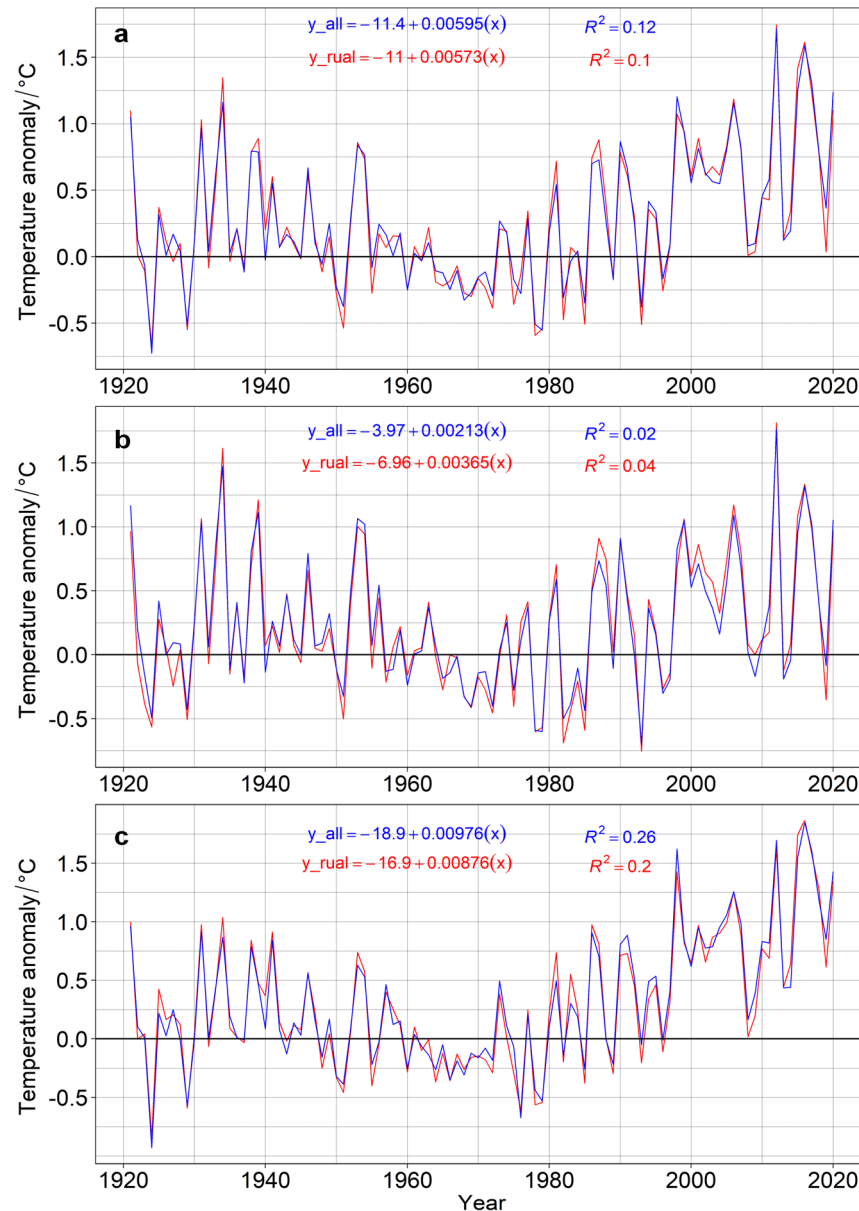 a
y_all=−11.4+0.00595(x) R²=0.12
y_rual=−11+0.00573(x) R²=0.1
Temperature anomaly/°C
1.5
1.0
0.5
0.0
-0.5
1920 1940 1960 1980 2000 2020
b
y_all=−3.97+0.00213(x) R²=0.02
y_rual=−6.96+0.00365(x) R²=0.04
Temperature anomaly/°C
1.5
1.0
0.5
0.0
-0.5
1920 1940 1960 1980 2000 2020
c
y_all=−18.9+0.00976(x) R²=0.26
y_rual=−16.9+0.00876(x) R²=0.2
Temperature anomaly/°C
1.5
1.0
0.5
0.0
-0.5
1920 1940 1960 1980 2000 2020
Year